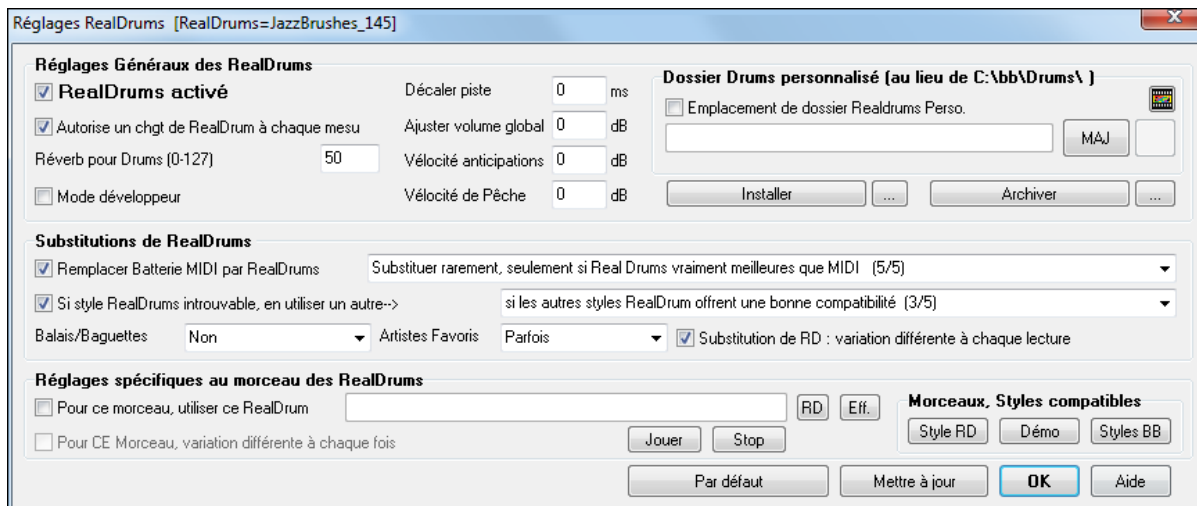 Réglages RealDrums [RealDrums=JazzBrushes_145]
Réglages Généraux des RealDrums
RealDrums activé
Décaler piste 0 ms
Dossier Drums personnalisé (au lieu de C:\bb\Drums\ )
Emplacement de dossier Realdrums Perso.
Autorise un chgt de RealDrum à chaque mesu
Ajuster volume global 0 dB
MAJ
Réverb pour Drums (0-127) 50
Vélocité anticipations 0 dB
Mode développeur
Vélocité de Pêche 0 dB
Installer ... Archiver ...
Substitutions de RealDrums
Remplacer Batterie MIDI par RealDrums Substituer rarement, seulement si Real Drums vraiment meilleures que MIDI (5/5)
Si style RealDrums introuvable, en utiliser un autre--> si les autres styles RealDrum offrent une bonne compatibilité (3/5)
Balais/Baguettes Non Artistes Favoris Parfois Substitution de RD : variation différente à chaque lecture
Réglages spécifiques au morceau des RealDrums
Pour ce morceau, utiliser ce RealDrum RD Eff.
Morceaux, Styles compatibles
Style RD Démo Styles BB
Pour CE Morceau, variation différente à chaque fois Jouer Stop
Par défaut Mettre à jour OK Aide